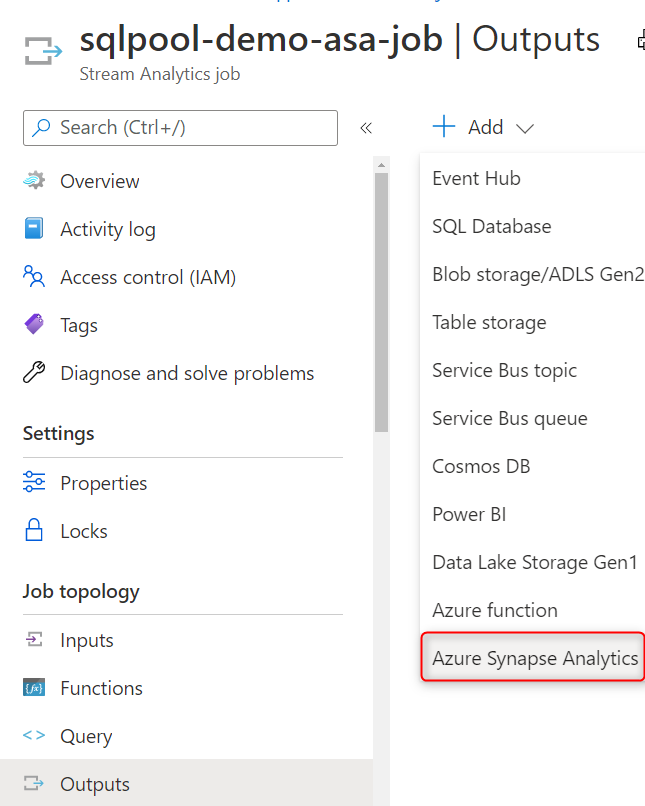 sqlpool-demo-asa-job | Outputs
Stream Analytics job
Search (Ctrl+/)
«
Overview
Activity log
Access control (IAM)
Tags
Diagnose and solve problems
Settings
Properties
Locks
Job topology
Inputs
Functions
Query
Outputs
Add
Event Hub
SQL Database
Blob storage/ADLS Gen2
Table storage
Service Bus topic
Service Bus queue
Cosmos DB
Power BI
Data Lake Storage Gen1
Azure function
Azure Synapse Analytics